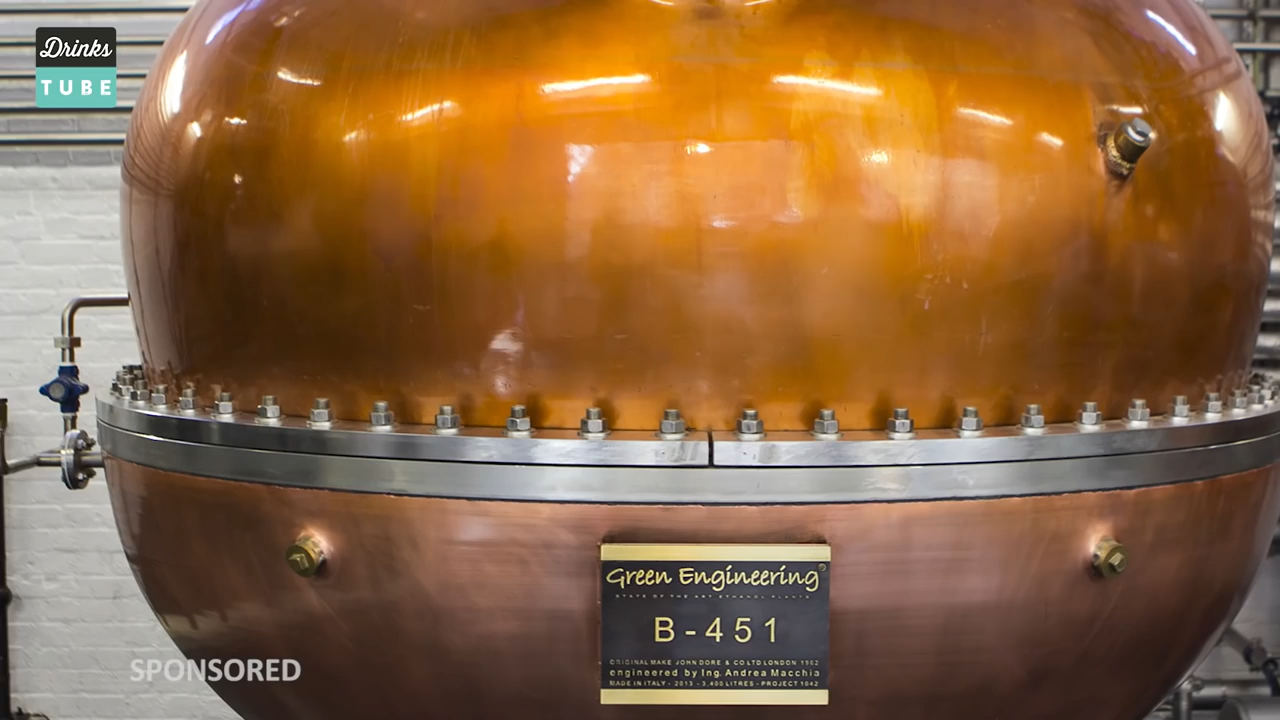 Drinks
TUBE
Green Engineering®
STATE OF THE ART ETHANOL PLANTS
B-451
ORIGINAL MAKE JOHN DORE & CO LTD LONDON 1902
engineered by Ing. Andrea Macchia
MADE IN ITALY - 2013 - 3,400 LITRES - PROJECT 1042
SPONSORED